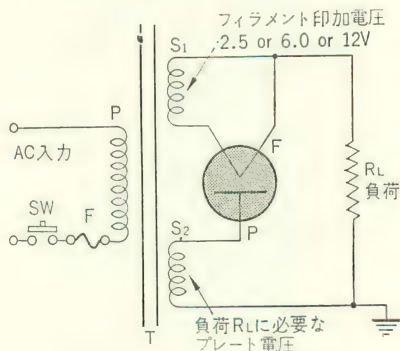 フィラメント印加電圧
2.5 or 6.0 or 12V
S1
P
F
AC入力
RL
負荷
SW
F
P
S2
T
負荷RLに必要な
プレート電圧